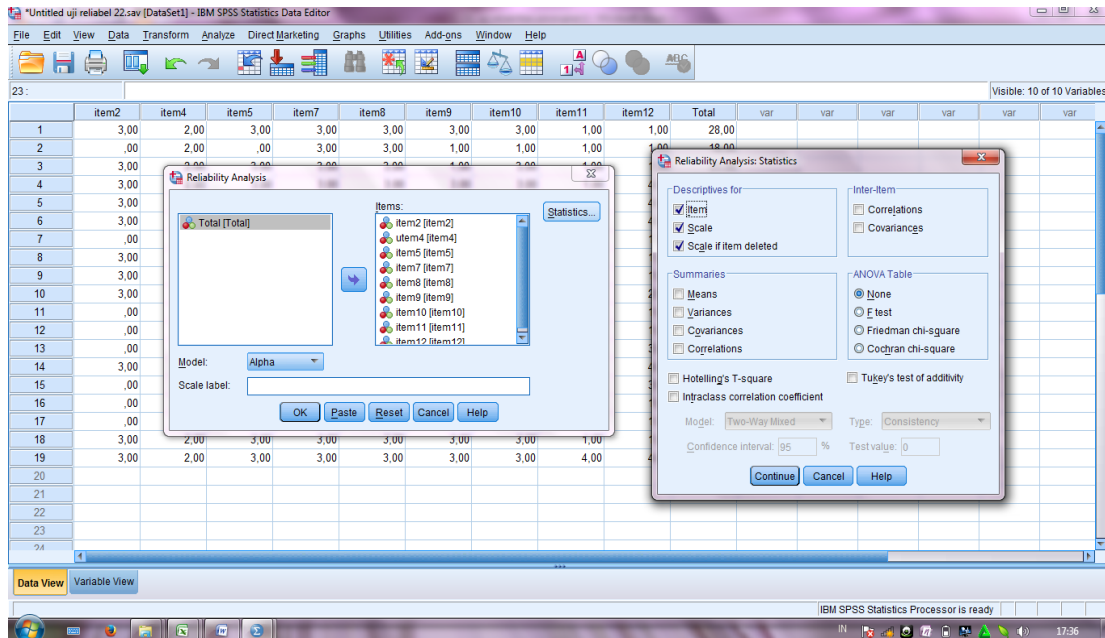 *Untitled uji reliabel 22.sav [DataSet1] - IBM SPSS Statistics Data Editor
File Edit View Data Transform Analyze Direct Marketing Graphs Utilities Add-ons Window Help
23 : Visible: 10 of 10 Variables
item2 item4 item5 item7 item8 item9 item10 item11 item12 Total var var var var var
1 3,00 2,00 3,00 3,00 3,00 3,00 3,00 1,00 1,00 28,00
2 ,00 2,00 ,00 3,00 3,00 1,00 1,00 1,00 1,00 18,00
3 3,00
4 3,00
5 3,00
6 3,00
7 ,00
8 3,00
9 3,00
10 3,00
11 ,00
12 ,00
13 ,00
14 3,00
15 ,00
16 ,00
17 ,00
18 3,00 2,00 3,00 3,00 3,00 3,00 3,00 1,00
19 3,00 2,00 3,00 3,00 3,00 3,00 3,00 4,00
20
21
22
23
24
Reliability Analysis
Total [Total]
Items:
item2 [item2]
utem4 [item4]
item5 [item5]
item7 [item7]
item8 [item8]
item9 [item9]
item10 [item10]
item11 [item11]
item12 [item12]
Statistics...
Model: Alpha
Scale label:
OK Paste Reset Cancel Help
Reliability Analysis: Statistics
Descriptives for
Item
Scale
Scale if item deleted
Inter-Item
Correlations
Covariances
Summaries
Means
Variances
Covariances
Correlations
ANOVA Table
None
F test
Friedman chi-square
Cochran chi-square
Hotelling's T-square Tukey's test of additivity
Intraclass correlation coefficient
Model: Two-Way Mixed Type: Consistency
Confidence interval: 95 % Test value: 0
Continue Cancel Help
Data View Variable View
IBM SPSS Statistics Processor is ready
IN 17:36